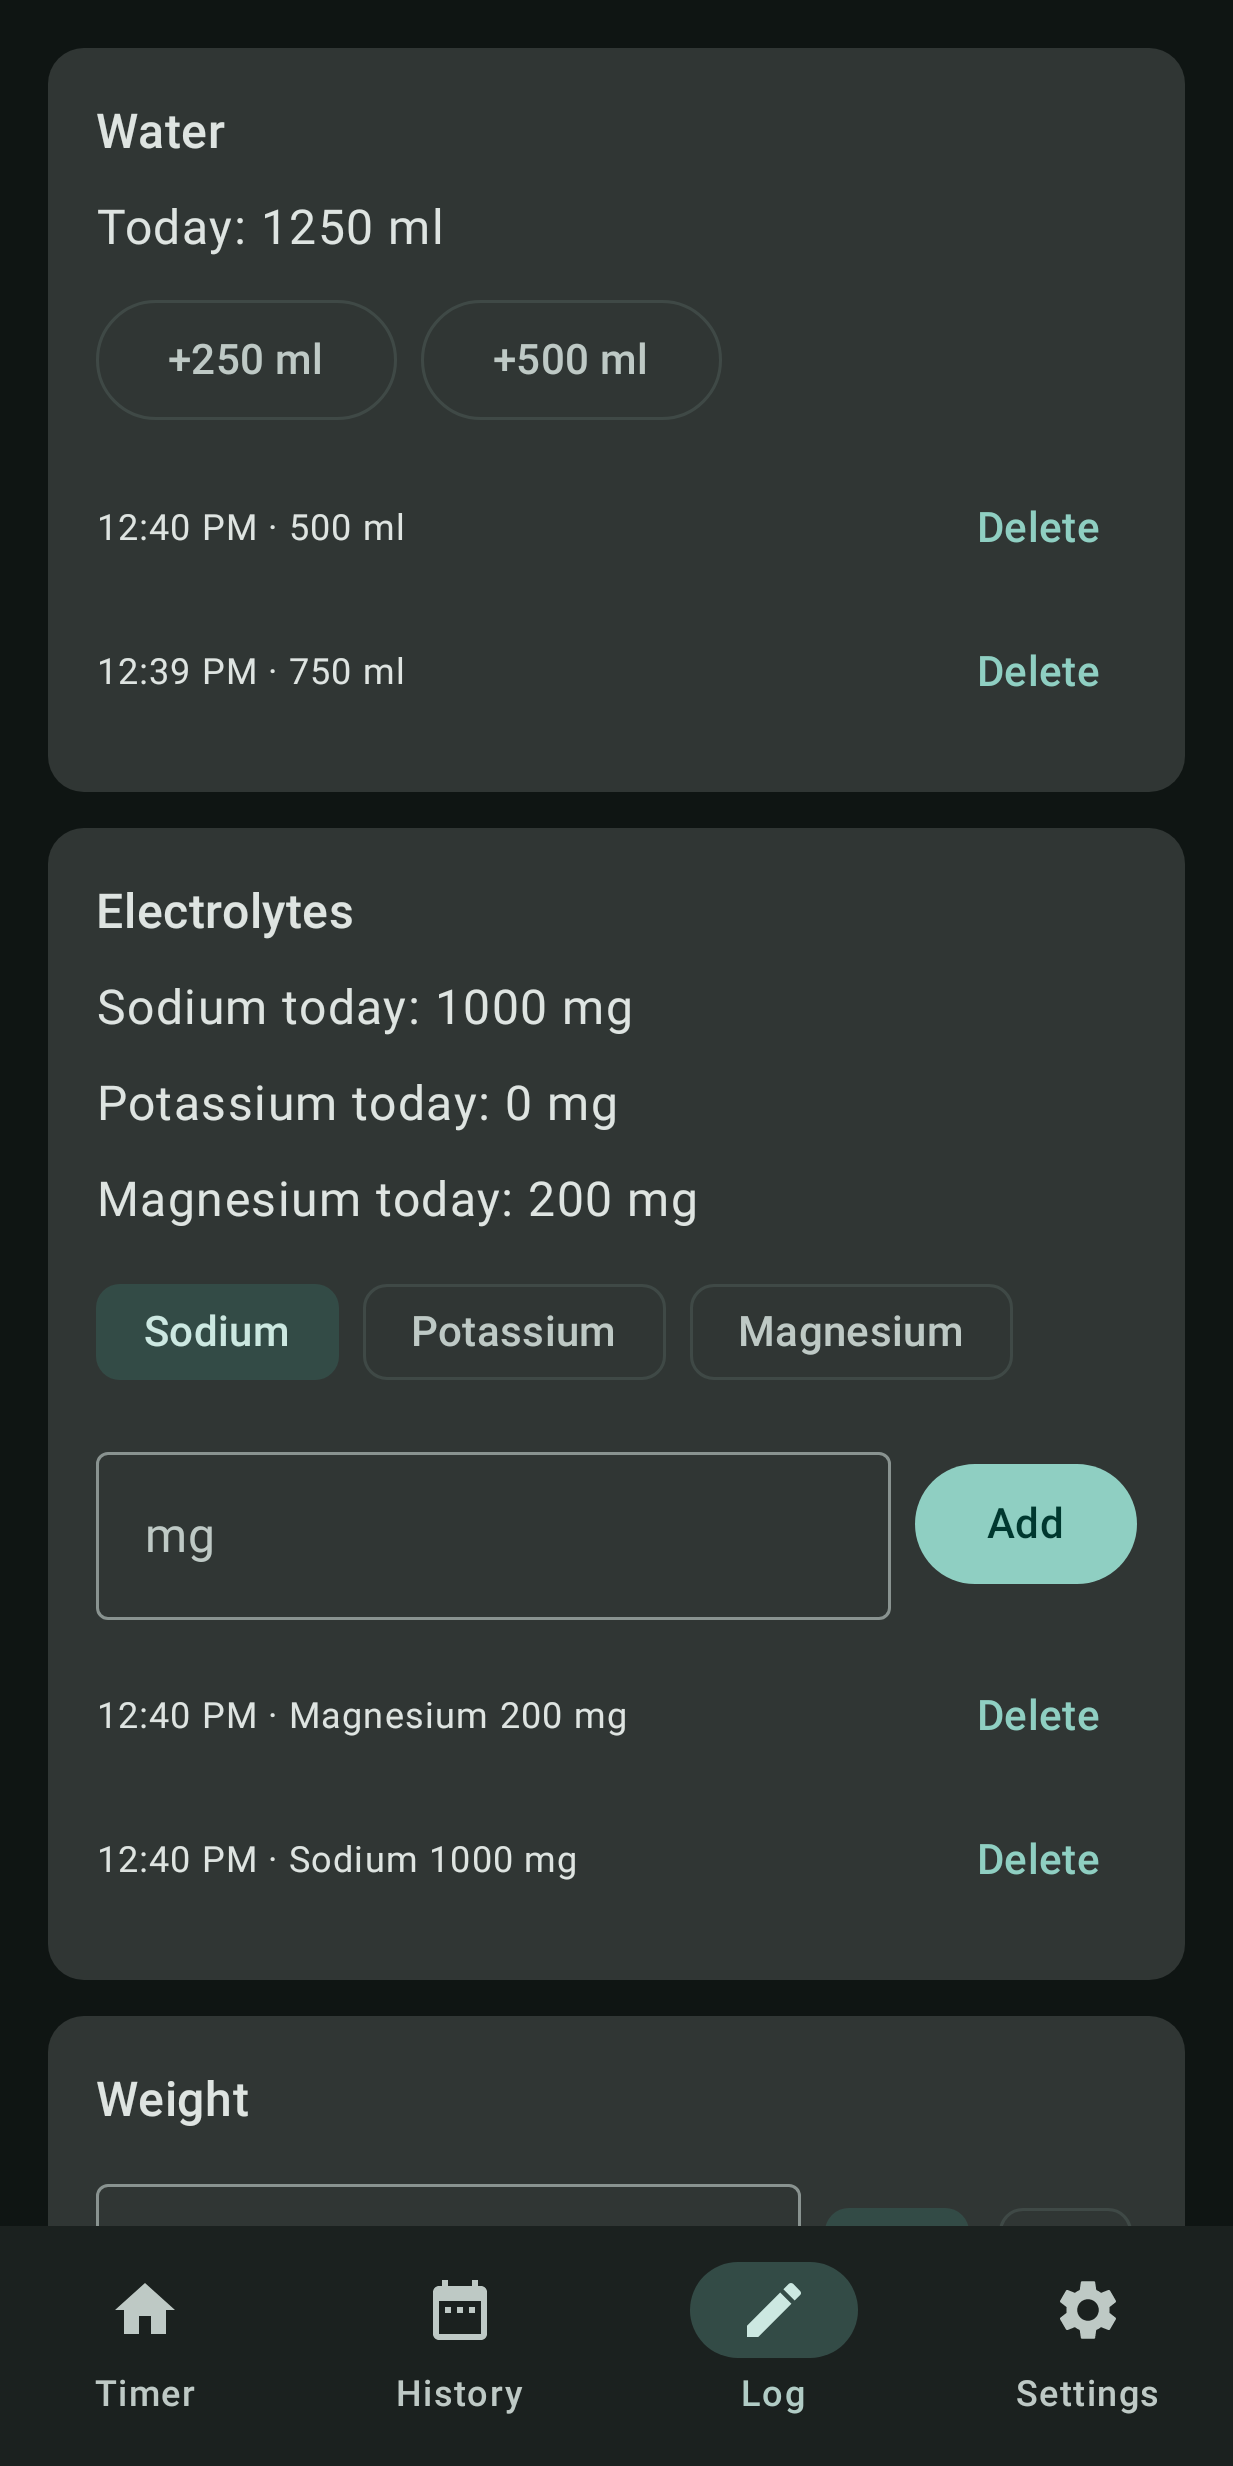 Water
Today: 1250 ml
+250 ml +500 ml
12:40 PM · 500 ml Delete
12:39 PM · 750 ml Delete
Electrolytes
Sodium today: 1000 mg
Potassium today: 0 mg
Magnesium today: 200 mg
Sodium Potassium Magnesium
mg Add
12:40 PM · Magnesium 200 mg Delete
12:40 PM · Sodium 1000 mg Delete
Weight
Timer History Log Settings